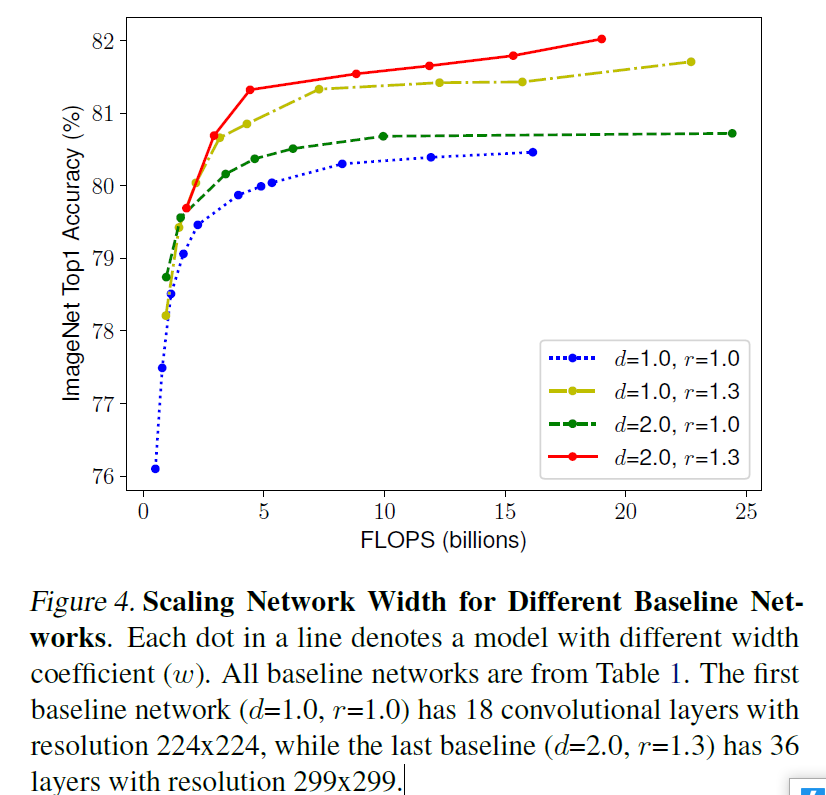 82
81
80
79
78
77
76
ImageNet Top1 Accuracy (%)
0 5 10 15 20 25
FLOPS (billions)
d=1.0, r=1.0
d=1.0, r=1.3
d=2.0, r=1.0
d=2.0, r=1.3
Figure 4. Scaling Network Width for Different Baseline Net-
works. Each dot in a line denotes a model with different width
coefficient (w). All baseline networks are from Table 1. The first
baseline network (d=1.0, r=1.0) has 18 convolutional layers with
resolution 224x224, while the last baseline (d=2.0, r=1.3) has 36
layers with resolution 299x299.